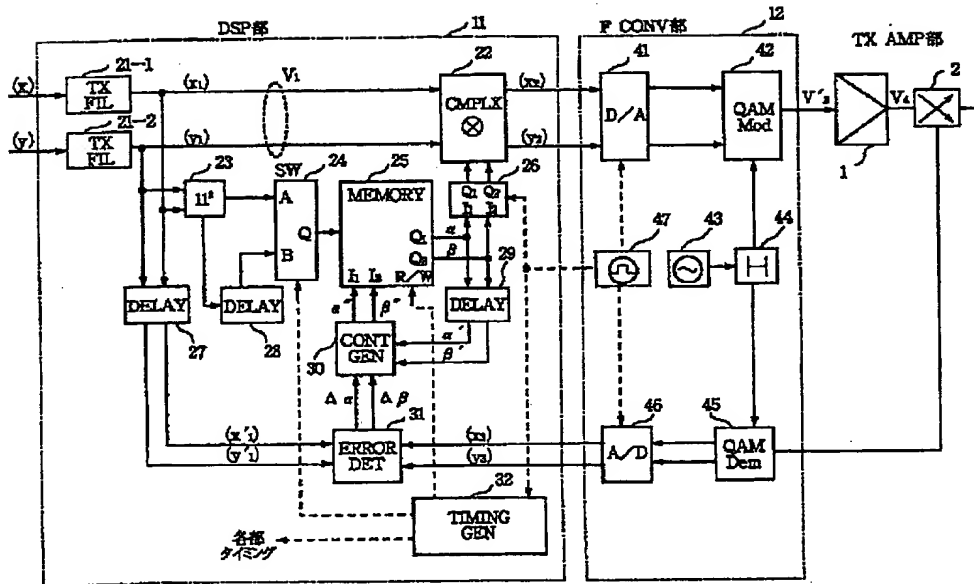 DSP部
11
F CONV部
12
TX AMP部
21-1
22
41
42
2
(x)
TX FIL
(x₁)
V₁
CMPLX
⊗
(x₂)
D/A
QAM Mod
V'₃
V₄
21-2
(y)
TX FIL
(y₁)
(y₂)
1
23
SW
24
25
26
11²
A
B
Q
MEMORY
Q₁
Q₂
I₁
I₂
R/W
Q₁ Q₂
I₁ I₂
α
β
29
47
43
44
DELAY
27
DELAY
28
α"
β"
DELAY
30
CONT GEN
α'
β'
Δα
Δβ
31
46
45
(x'₁)
(y'₁)
ERROR DET
(x₃)
(y₃)
A/D
QAM Dem
32
TIMING GEN
各部
タイミング